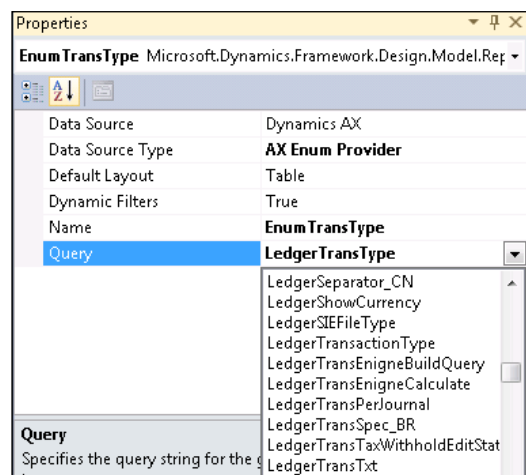 Properties
EnumTransType Microsoft.Dynamics.Framework.Design.Model.Rep
Data Source Dynamics AX
Data Source Type AX Enum Provider
Default Layout Table
Dynamic Filters True
Name EnumTransType
Query LedgerTransType
LedgerSeparator_CN
LedgerShowCurrency
LedgerSIEFileType
LedgerTransactionType
LedgerTransEnigneBuildQuery
LedgerTransEnigneCalculate
LedgerTransPerJournal
LedgerTransSpec_BR
LedgerTransTaxWithholdEditStat
LedgerTransTxt
Query
Specifies the query string for the